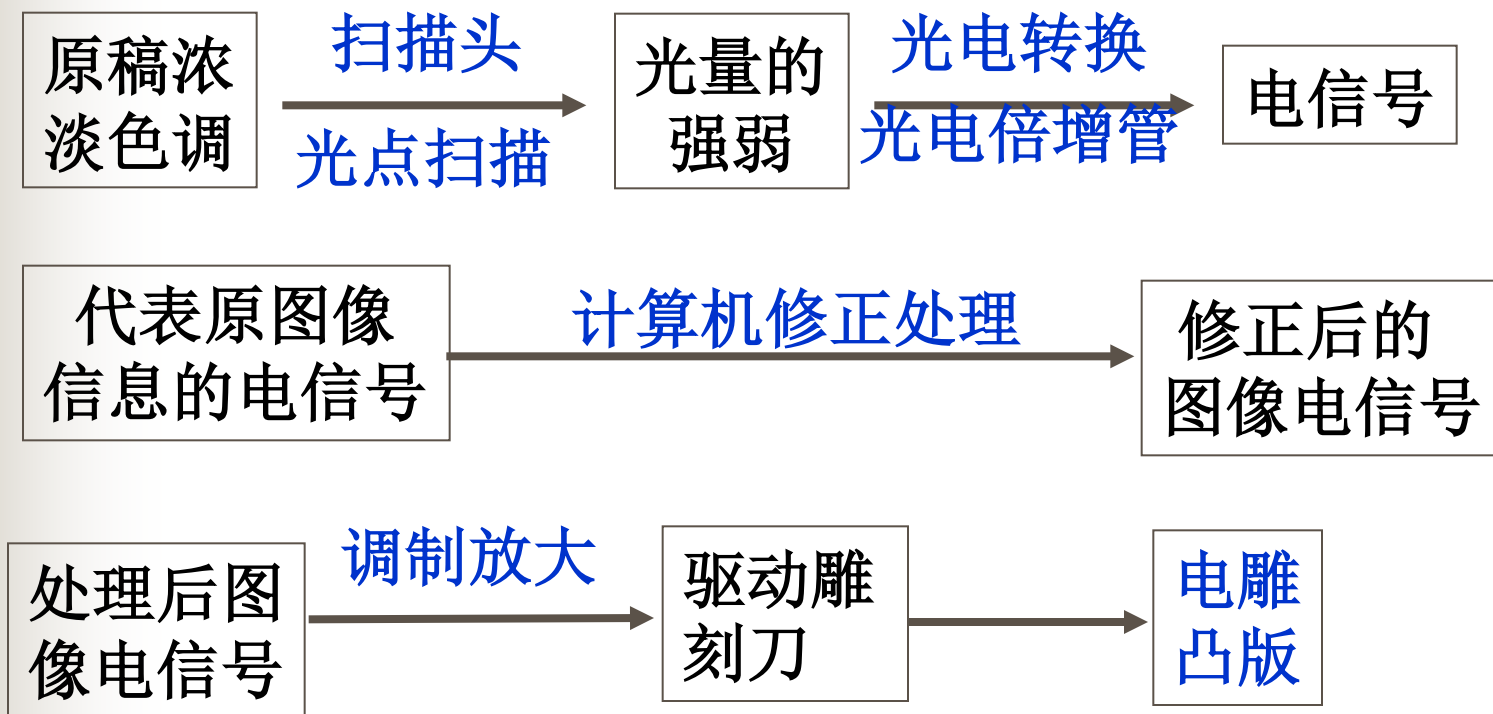 原稿浓
淡色调
扫描头
光点扫描
光量的
强弱
光电转换
光电倍增管
电信号
代表原图像
信息的电信号
计算机修正处理
修正后的
图像电信号
处理后图
像电信号
调制放大
驱动雕
刻刀
电雕
凸版